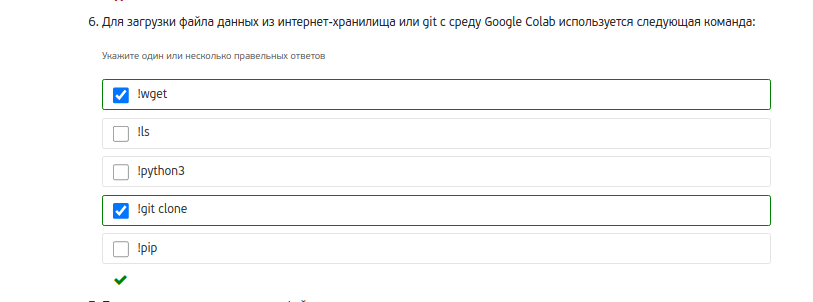 6. Для загрузки файла данных из интернет-хранилища или git с среду Google Colab используется следующая команда:
Укажите один или несколько правельных ответов
!wget
!ls
!python3
!git clone
!pip